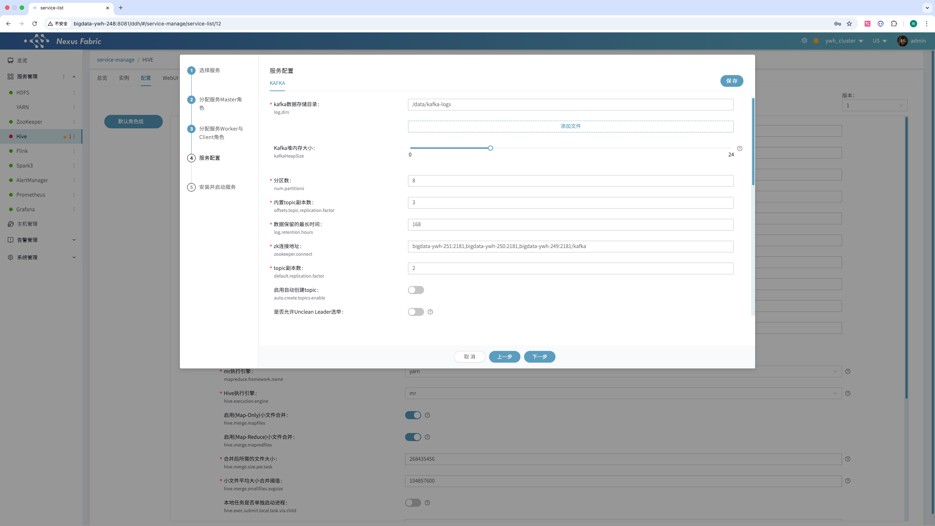 service-list
不安全
bigdata-ywh-248:8081/ddh/#/service-manage/service-list/12
Nexus Fabric
ywh_cluster
US
admin
总览
服务管理
HDFS
YARN
ZooKeeper
Hive
1
Flink
Spark3
AlertManager
Prometheus
Grafana
主机管理
告警管理
系统管理
service-manage / HIVE
总览
实例
配置
WebUI
默认角色组
版本:
1
1
选择服务
2
分配服务Master角
色
3
分配服务Worker与
Client角色
4
服务配置
5
安装并启动服务
服务配置
KAFKA
保 存
* kafka数据存储目录:
log.dirs
/data/kafka-logs
添加文件
* Kafka堆内存大小:
kafkaHeapSize
0
24
* 分区数:
num.partitions
8
* 内置topic副本数:
offsets.topic.replication.factor
3
* 数据保留的最长时间:
log.retention.hours
168
* zk连接地址:
zookeeper.connect
bigdata-ywh-251:2181,bigdata-ywh-250:2181,bigdata-ywh-249:2181/kafka
* topic副本数:
default.replication.factor
2
启用自动创建topic:
auto.create.topics.enable
是否允许Unclean Leader选举:
取 消
上一步
下一步
* mr执行引擎:
mapreduce.framework.name
yarn
* Hive执行引擎:
hive.execution.engine
mr
* 启用(Map-Only)小文件合并:
hive.merge.mapfiles
* 启用(Map-Reduce)小文件合并:
hive.merge.mapredfiles
* 合并后所需的文件大小:
hive.merge.size.per.task
268435456
* 小文件平均大小合并阈值:
hive.merge.smallfiles.avgsize
104857600
* 本地任务是否单独启动进程:
hive.exec.submit.local.task.via.child